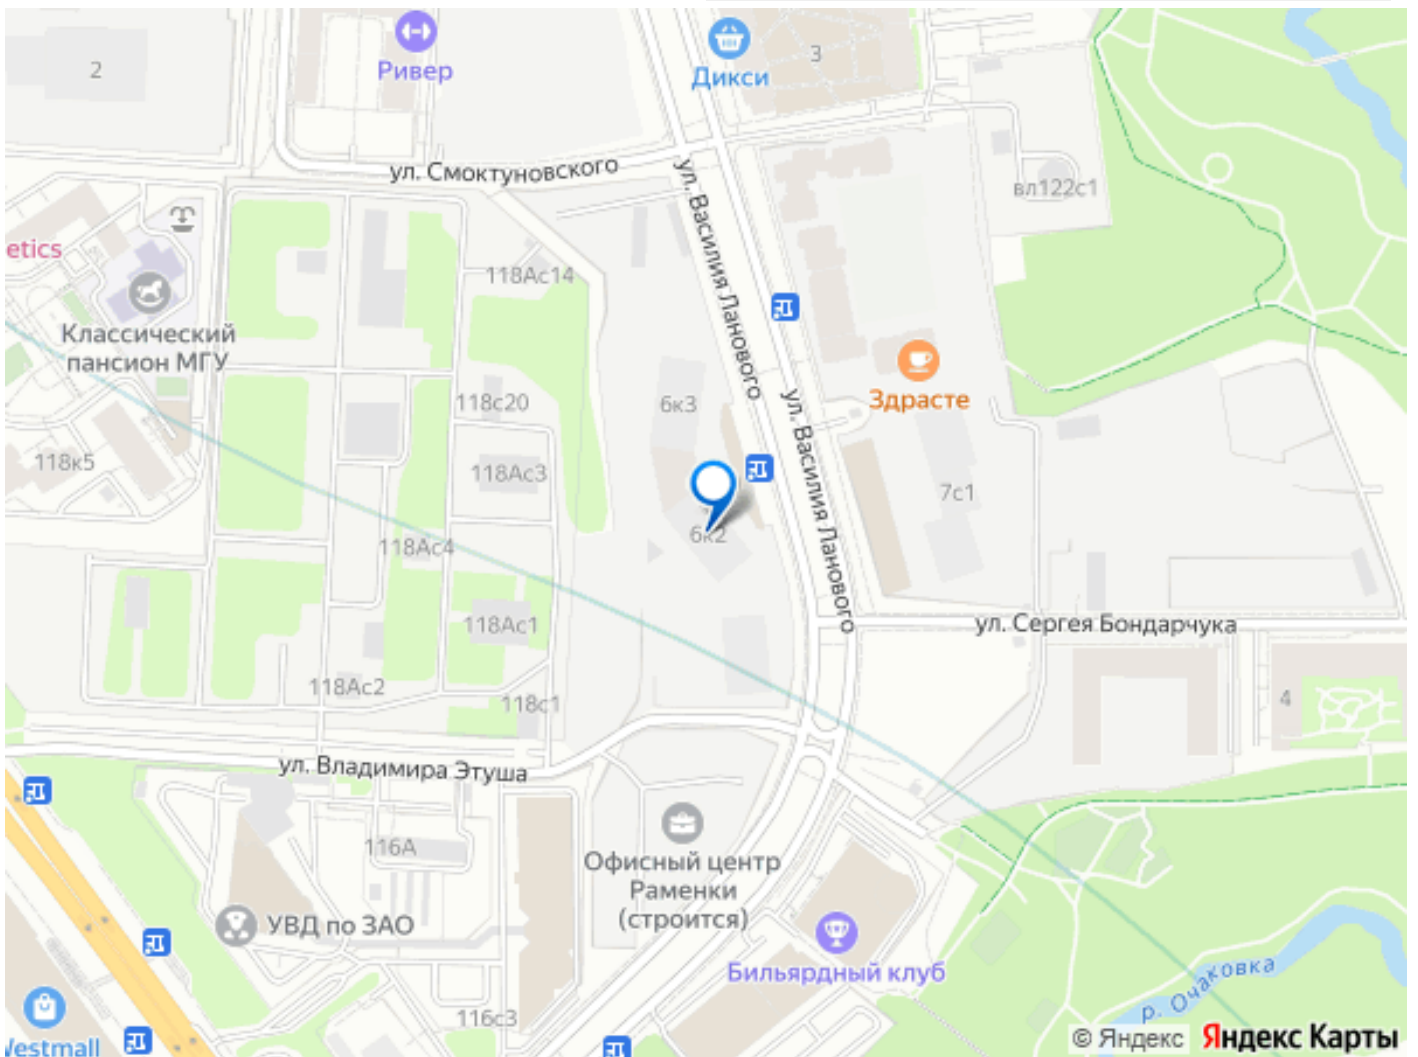 2
Ривер
Дикси
3
ул. Смоктуновского
вл122с1
ул. Василия Ланового
etics
118Ас14
Классический
пансион МГУ
6к3
118с20
Здрасте
ул. Василия Ланового
118к5
118Ас3
7с1
6к2
118Ас4
118Ас1
ул. Сергея Бондарчука
118Ас2
118с1
4
ул. Владимира Этуша
116А
Офисный центр
Раменки
(строится)
УВД по ЗАО
Бильярдный клуб
р. Очаковка
116с3
Westmall
© Яндекс Яндекс Карты